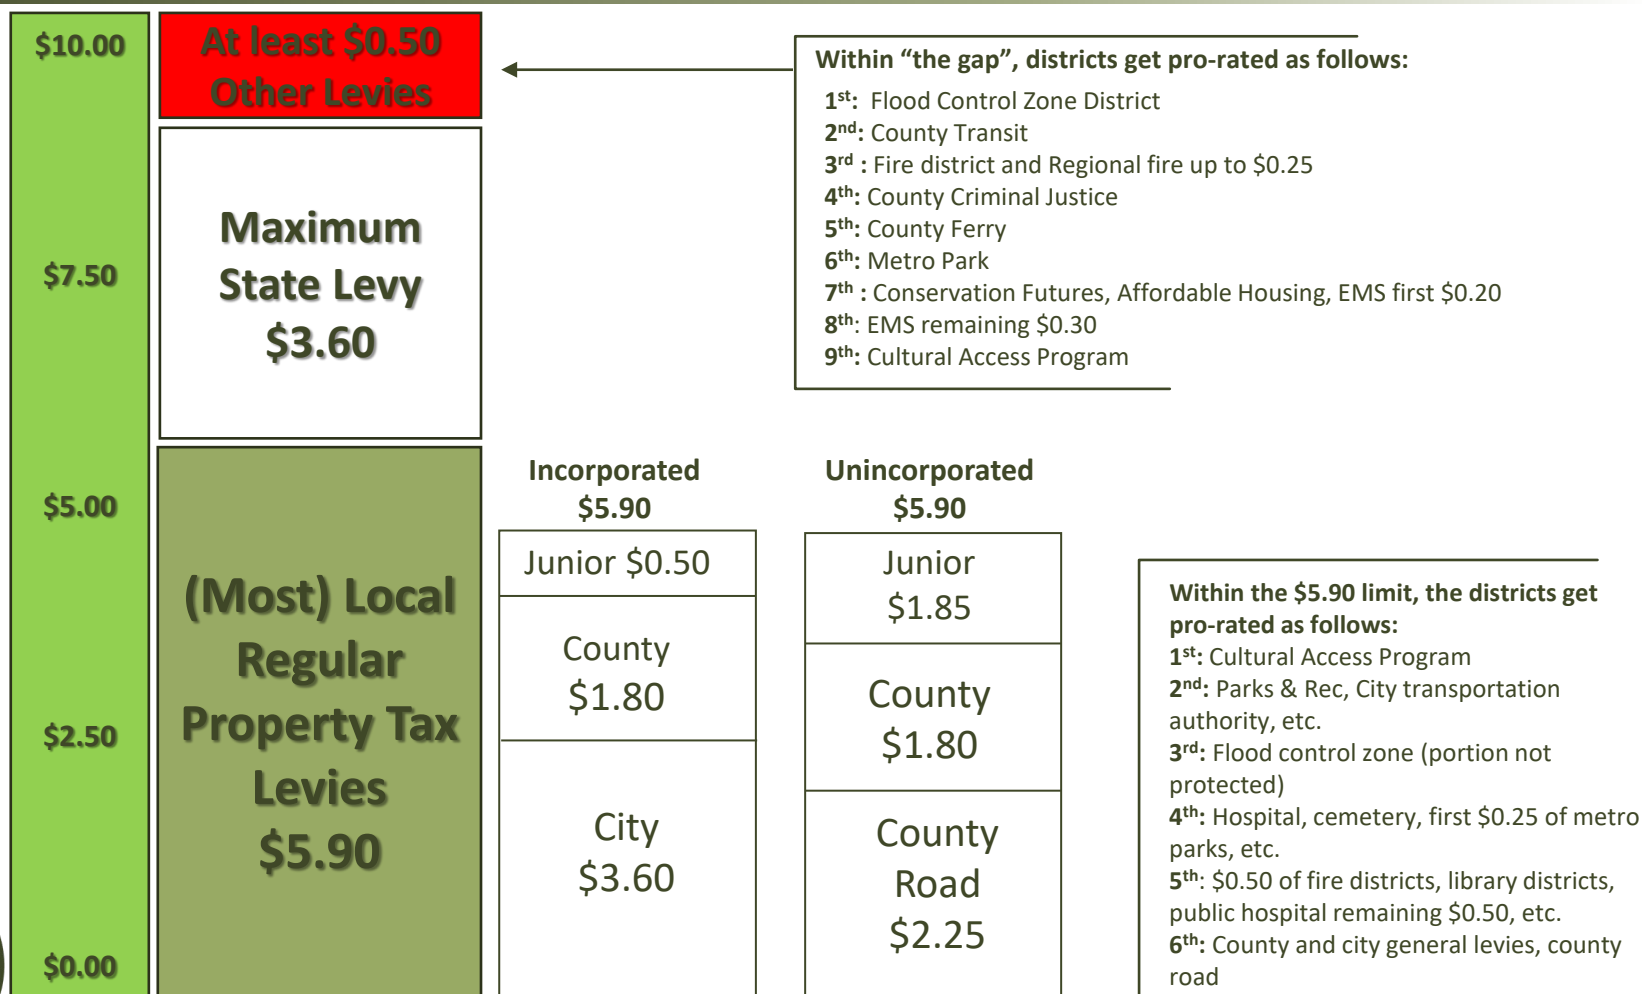 $10.00
$7.50
$5.00
$2.50
$0.00
At least $0.50
Other Levies
Maximum
State Levy
$3.60
(Most) Local
Regular
Property Tax
Levies
$5.90
Within “the gap”, districts get pro-rated as follows:
1st: Flood Control Zone District
2nd: County Transit
3rd : Fire district and Regional fire up to $0.25
4th: County Criminal Justice
5th: County Ferry
6th: Metro Park
7th : Conservation Futures, Affordable Housing, EMS first $0.20
8th: EMS remaining $0.30
9th: Cultural Access Program
Incorporated
$5.90
Junior $0.50
County
$1.80
City
$3.60
Unincorporated
$5.90
Junior
$1.85
County
$1.80
County
Road
$2.25
Within the $5.90 limit, the districts get
pro-rated as follows:
1st: Cultural Access Program
2nd: Parks & Rec, City transportation
authority, etc.
3rd: Flood control zone (portion not
protected)
4th: Hospital, cemetery, first $0.25 of metro
parks, etc.
5th: $0.50 of fire districts, library districts,
public hospital remaining $0.50, etc.
6th: County and city general levies, county
road